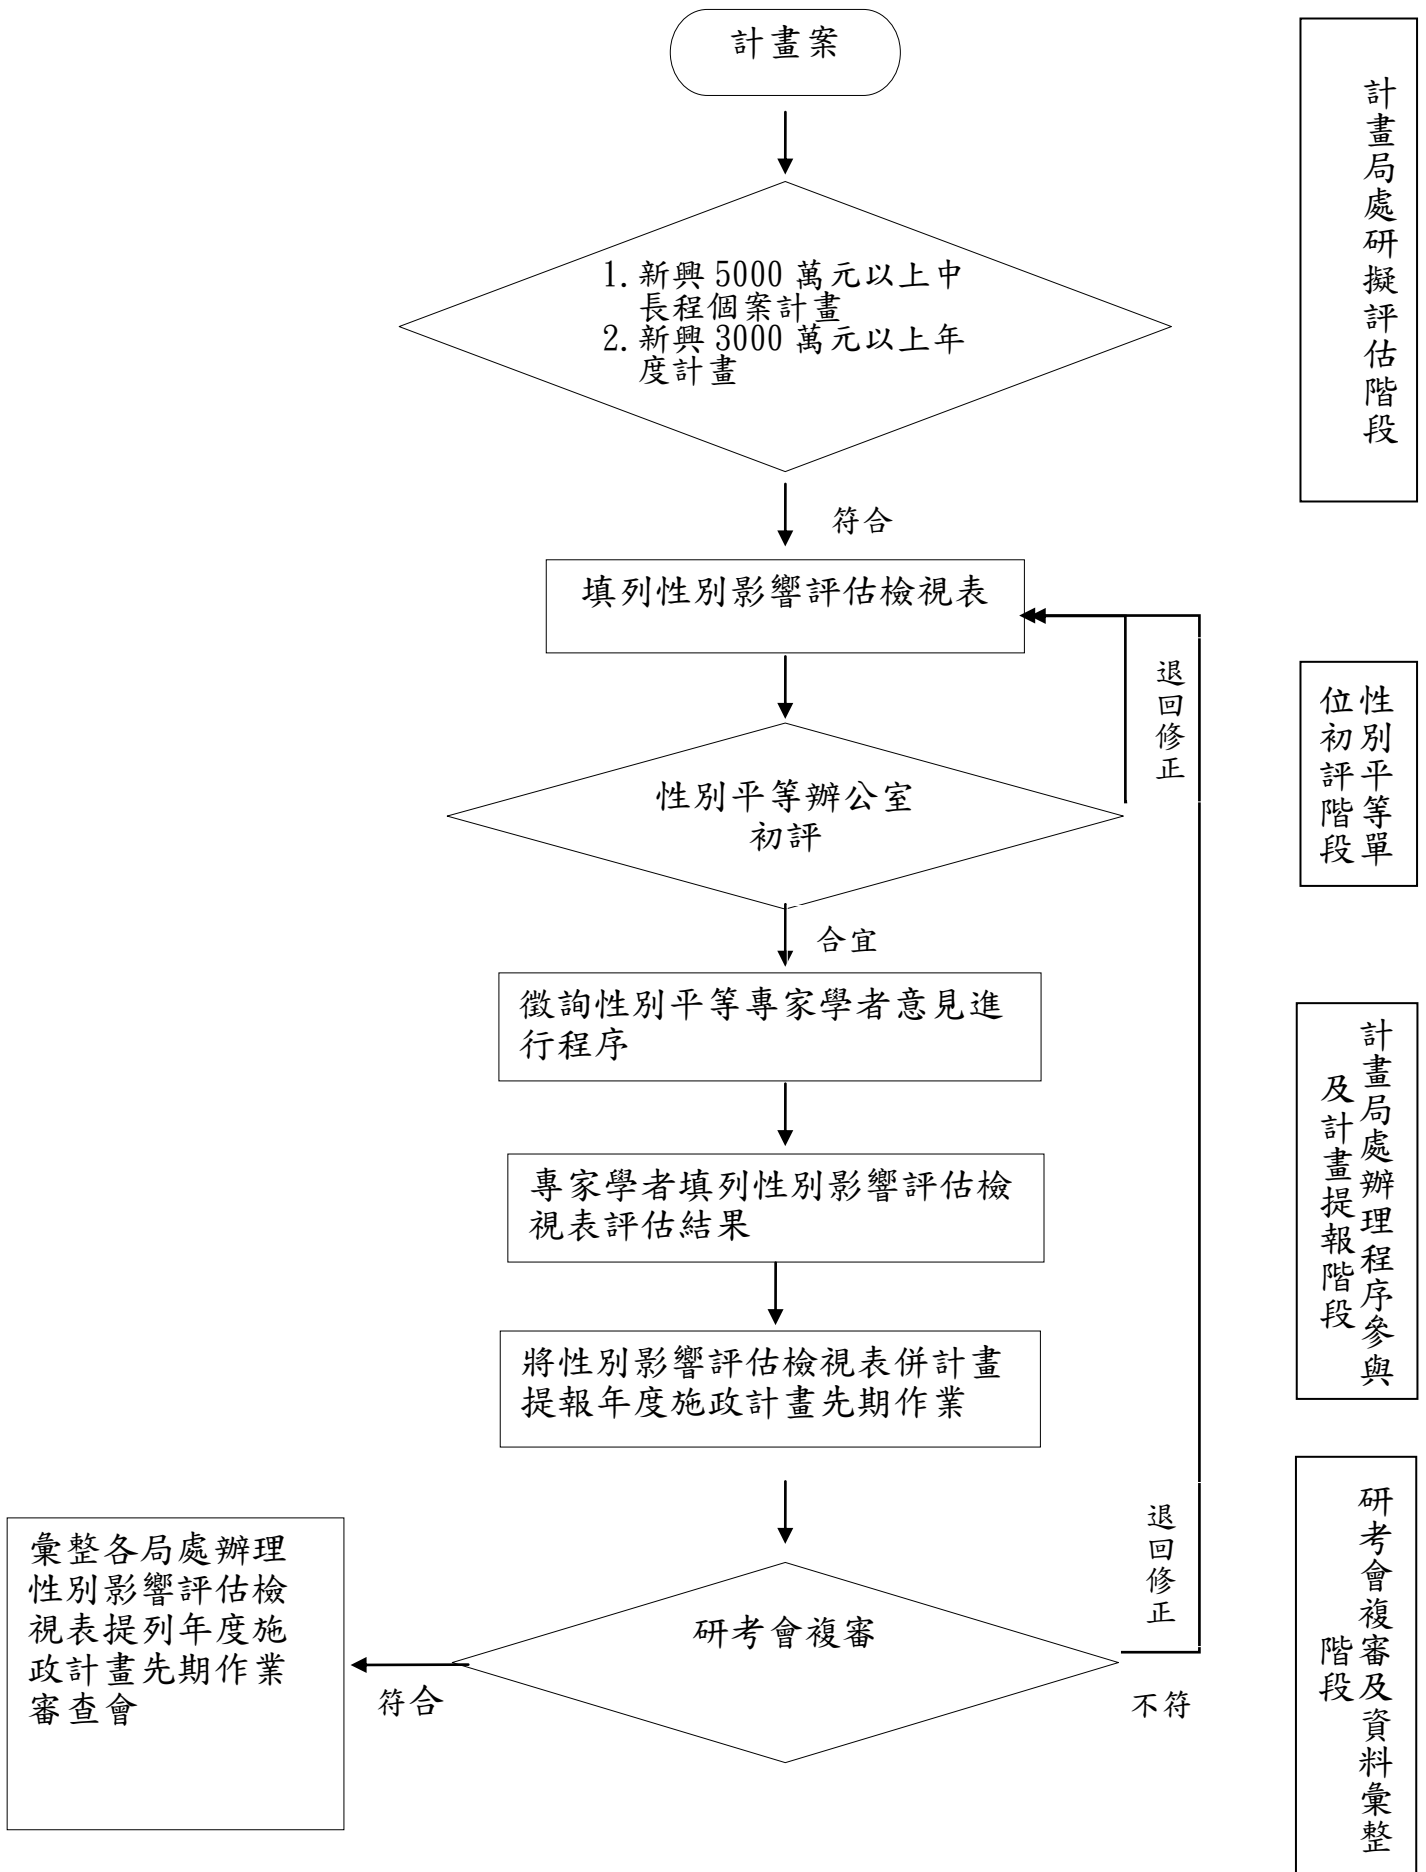 計畫案
1.新興 5000 萬元以上中
長程個案計畫
2.新興 3000 萬元以上年
度計畫
符合
填列性別影響評估檢視表
退回修正
性別平等辦公室
初評
合宜
徵詢性別平等專家學者意見進
行程序
專家學者填列性別影響評估檢
視表評估結果
將性別影響評估檢視表併計畫
提報年度施政計畫先期作業
退回修正
研考會複審
不符
符合
彙整各局處辦理
性別影響評估檢
視表提列年度施
政計畫先期作業
審查會
計畫局處研擬評估階段
性別平等單
位初評階段
計畫局處辦理程序參與
及計畫提報階段
研考會複審及資料彙整
階段